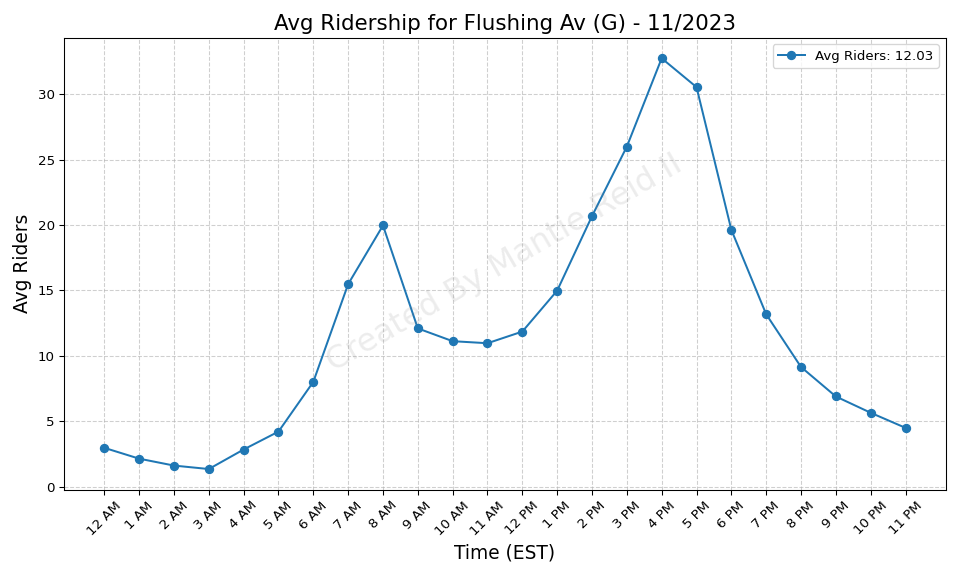 Avg Ridership for Flushing Av (G) - 11/2023
Avg Riders: 12.03
30
25
20
15
10
5
0
Avg Riders
Created By Mantle Reid II
12 AM
1 AM
2 AM
3 AM
4 AM
5 AM
6 AM
7 AM
8 AM
9 AM
10 AM
11 AM
12 PM
1 PM
2 PM
3 PM
4 PM
5 PM
6 PM
7 PM
8 PM
9 PM
10 PM
11 PM
Time (EST)